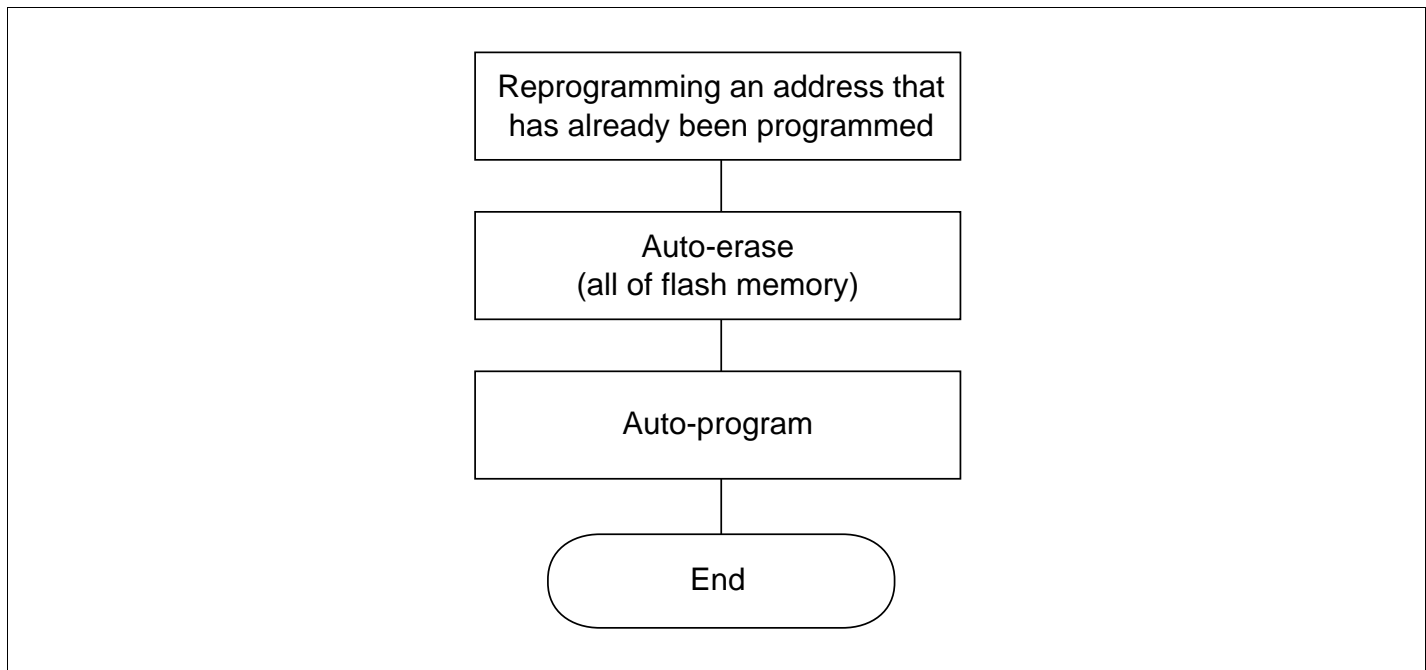 Reprogramming an address that
has already been programmed
Auto-erase
(all of flash memory)
Auto-program
End